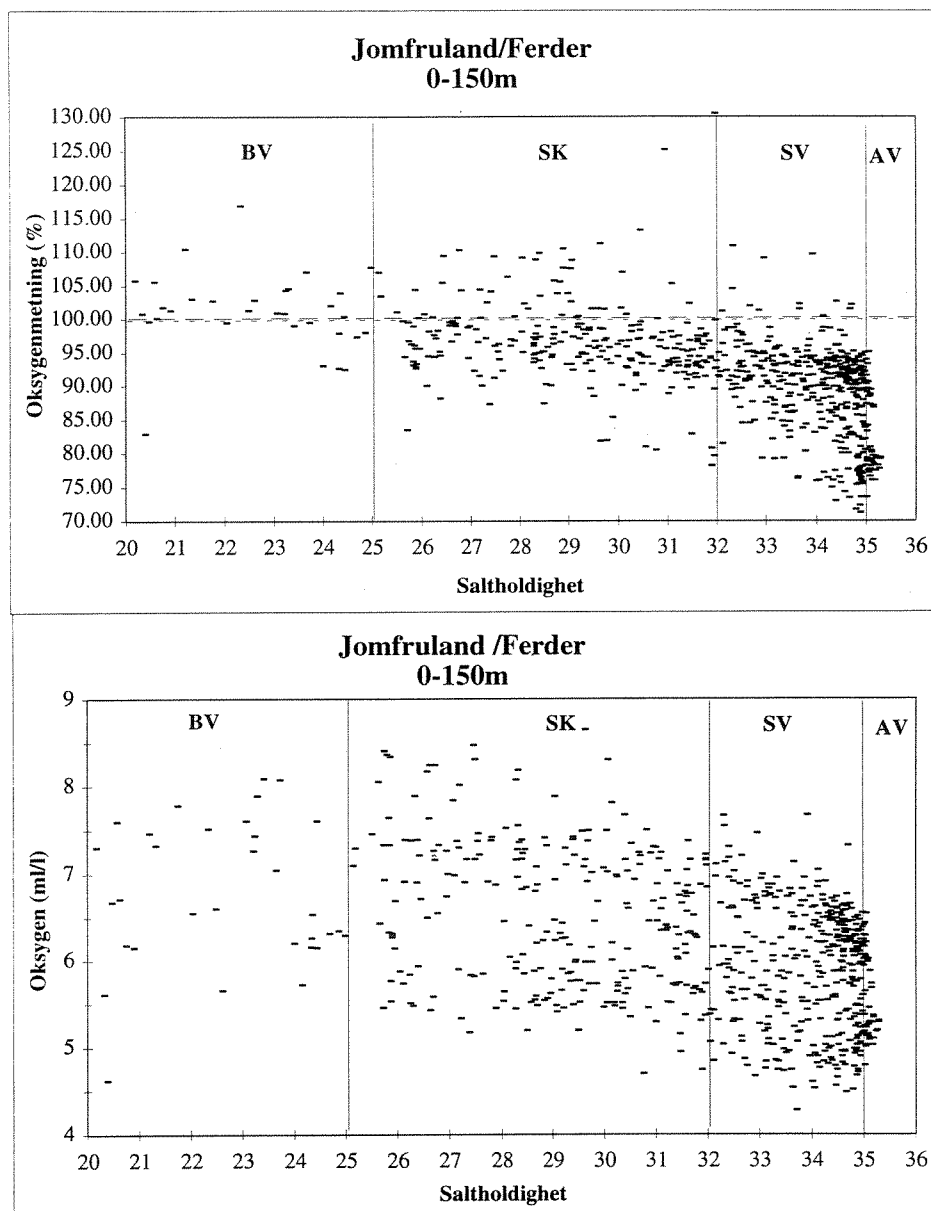 Jomfruland/Ferder
0-150m
130.00
125.00
120.00
115.00
110.00
105.00
100.00
95.00
90.00
85.00
80.00
75.00
70.00
Oksygenmetning (%)
BV SK SV AV
20 21 22 23 24 25 26 27 28 29 30 31 32 33 34 35 36
Saltholdighet
Jomfruland /Ferder
0-150m
9
8
7
6
5
4
Oksygen (ml/l)
BV SK SV AV
20 21 22 23 24 25 26 27 28 29 30 31 32 33 34 35 36
Saltholdighet